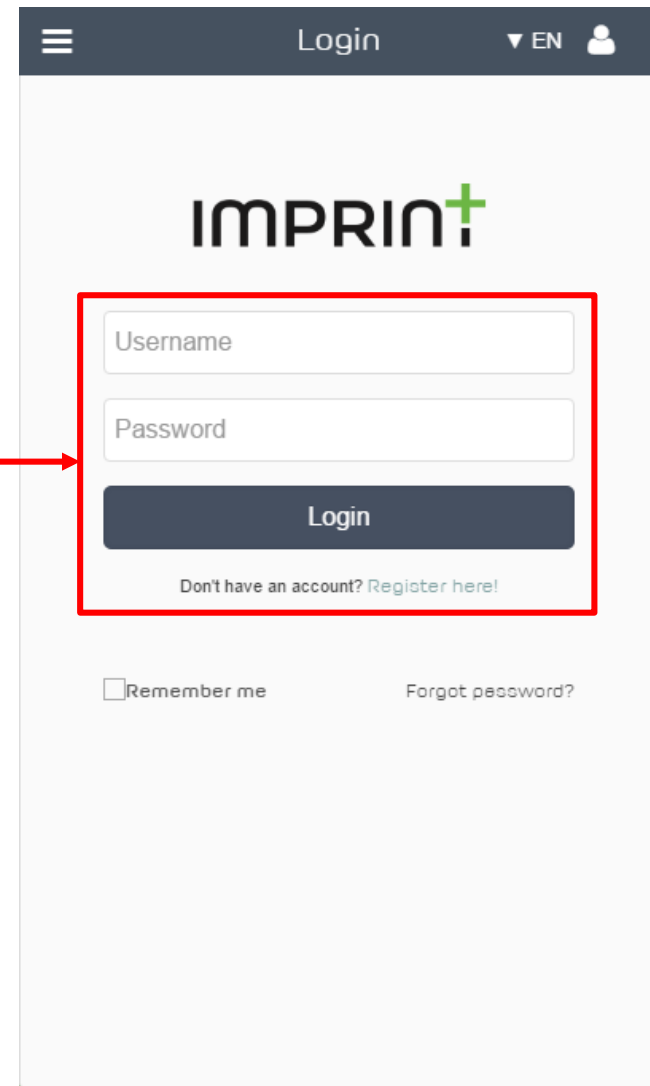 Login ▼ EN
IMPRINT
Username
Password
Login
Don't have an account? Register here!
Remember me Forgot password?